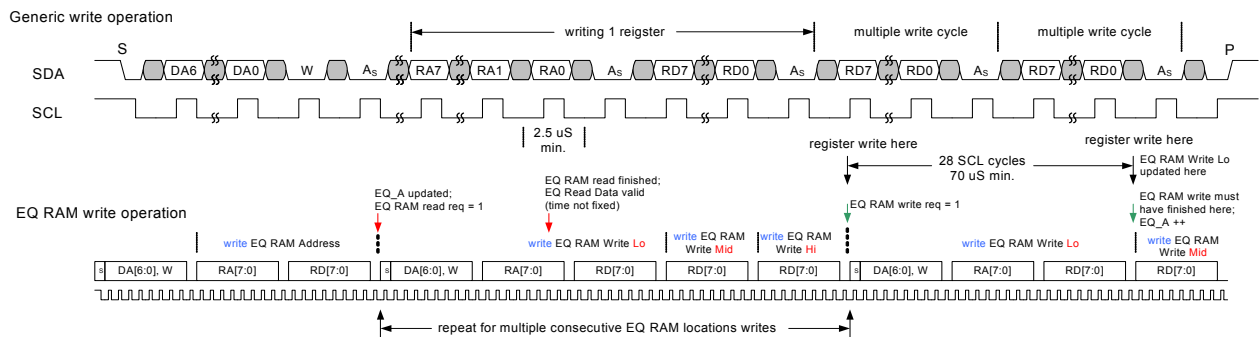 Generic write operation
writing 1 reigster
multiple write cycle
multiple write cycle
S
P
SDA
DA6
DA0
W
As
RA7
RA1
RA0
As
RD7
RD0
As
RD7
RD0
As
RD7
RD0
As
SCL
2.5 uS
min.
register write here
register write here
28 SCL cycles
70 uS min.
EQ RAM Write Lo
updated here
EQ RAM read finished;
EQ Read Data valid
(time not fixed)
EQ_A updated;
EQ RAM read req = 1
EQ RAM write req = 1
EQ RAM write must
have finished here;
EQ_A ++
EQ RAM write operation
write EQ RAM Address
write EQ RAM Write Lo
write EQ RAM
Write Mid
write EQ RAM
Write Hi
write EQ RAM Write Lo
write EQ RAM
Write Mid
s
DA[6:0], W
RA[7:0]
RD[7:0]
s
DA[6:0], W
RA[7:0]
RD[7:0]
RD[7:0]
RD[7:0]
s
DA[6:0], W
RA[7:0]
RD[7:0]
RD[7:0]
repeat for multiple consecutive EQ RAM locations writes